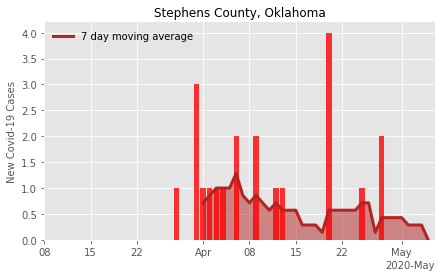 Stephens County, Oklahoma
7 day moving average
New Covid-19 Cases
4.0
3.5
3.0
2.5
2.0
1.5
1.0
0.5
0.0
08 15 22 Apr 08 15 22 May
2020-May